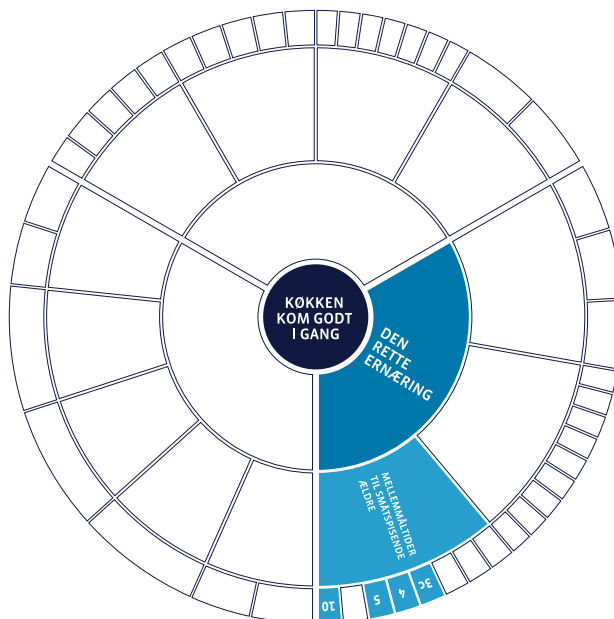 KØKKEN
KOM GODT
I GANG
DEN
RETTE
ERNÆRING
MELLEMMÅLTIDER
TIL SMÅTSPISENDE
ÆLDRE
3C
4
5
10